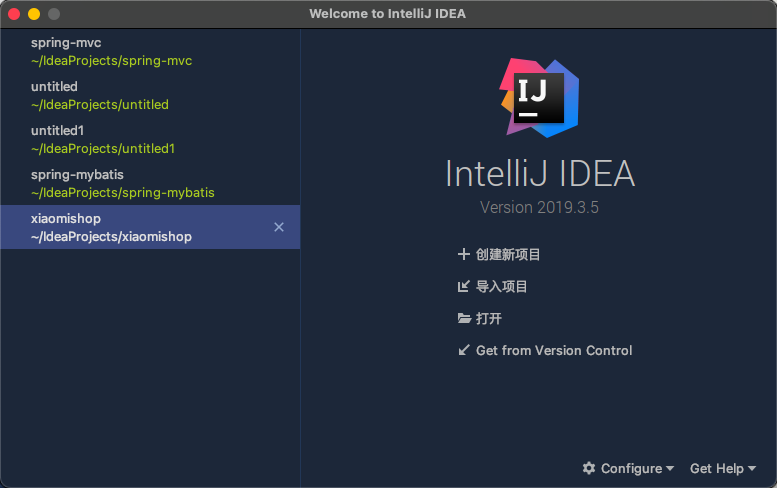 Welcome to IntelliJ IDEA
spring-mvc
~/IdeaProjects/spring-mvc
untitled
~/IdeaProjects/untitled
untitled1
~/IdeaProjects/untitled1
spring-mybatis
~/IdeaProjects/spring-mybatis
xiaomishop
~/IdeaProjects/xiaomishop
IJ
IntelliJ IDEA
Version 2019.3.5
创建新项目
导入项目
打开
Get from Version Control
Configure
Get Help